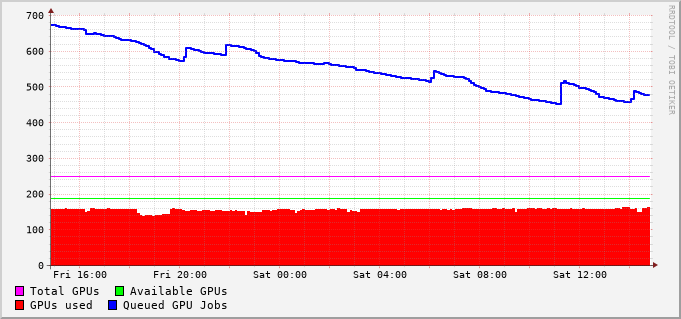 700
600
500
400
300
200
100
0
Fri 16:00 Fri 20:00 Sat 00:00 Sat 04:00 Sat 08:00 Sat 12:00
Total GPUs Available GPUs
GPUs used Queued GPU Jobs
RRDTOOL / TOBI OETIKER